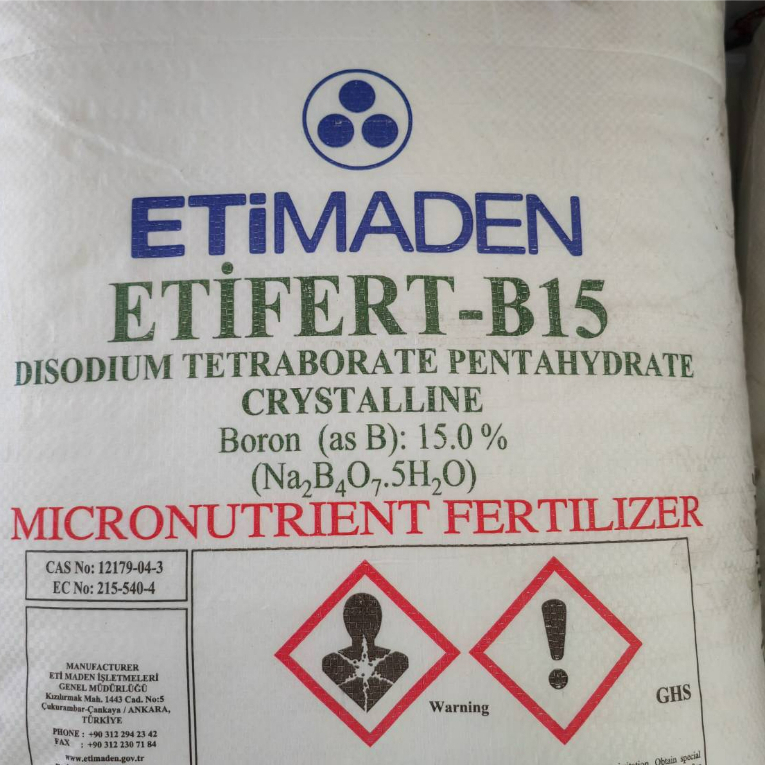 ETiMADEN
ETİFERT-B15
DISODIUM TETRABORATE PENTAHYDRATE
CRYSTALLINE
Boron (as B): 15.0 %
(Na₂B₄O₇.5H₂O)
MICRONUTRIENT FERTILIZER
CAS No: 12179-04-3
EC No: 215-540-4
MANUFACTURER
ETİ MADEN İŞLETMELERİ
GENEL MÜDÜRLÜĞÜ
Kızılırmak Mah. 1443 Cad. No:5
Çukurambar-Çankaya / ANKARA,
TÜRKİYE
PHONE : +90 312 294 23 42
FAX : +90 312 230 71 84
www.etimaden.gov.tr
Warning
GHS
Obtain special